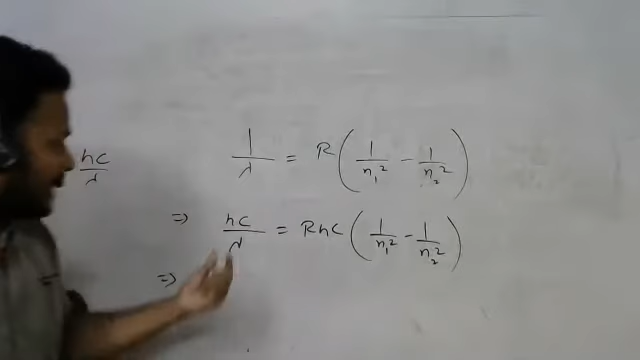 1/λ = R(1/n₁² − 1/n₂²)
hc/λ
⇒ hc/λ = Rhc(1/n₁² − 1/n₂²)
⇒